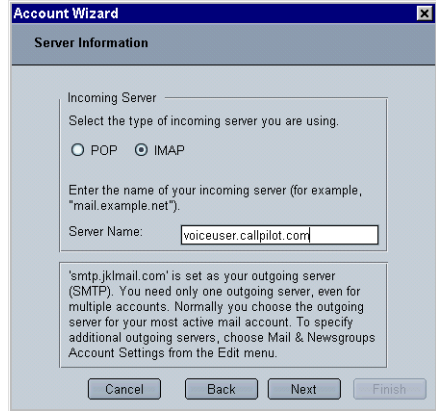 Account Wizard
Server Information
Incoming Server
Select the type of incoming server you are using.
POP IMAP
Enter the name of your incoming server (for example,
"mail.example.net").
Server Name: voiceuser.callpilot.com
'smtp.jklmail.com' is set as your outgoing server
(SMTP). You need only one outgoing server, even for
multiple accounts. Normally you choose the outgoing
server for your most active mail account. To specify
additional outgoing servers, choose Mail & Newsgroups
Account Settings from the Edit menu.
Cancel Back Next Finish